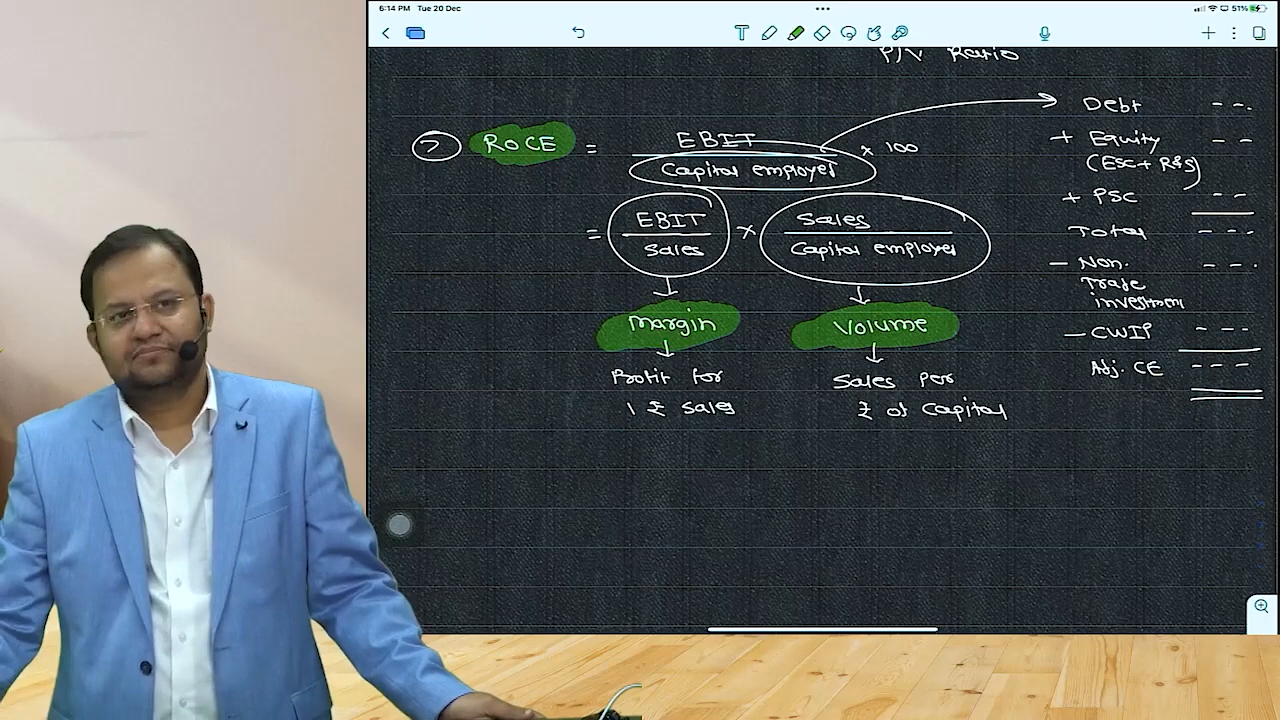 6:14 PM Tue 20 Dec
51%
P/V Ratio
2 ROCE = EBIT / Capital employed × 100
= EBIT / Sales × Sales / Capital employed
Margin
Volume
Profit for
1 ₹ Sales
Sales Per
₹ of Capital
Debt ---
+ Equity --
(ESC + R&S)
+ PSC --
Total ---
- Non. ---
Trade
investment
- CWIP ---
Adj. CE ---